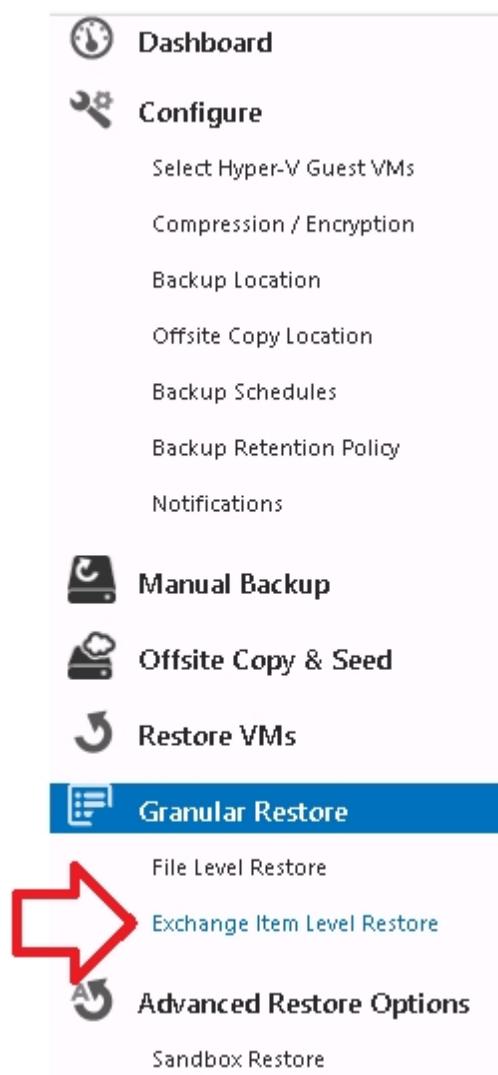 Dashboard
Configure
Select Hyper-V Guest VMs
Compression / Encryption
Backup Location
Offsite Copy Location
Backup Schedules
Backup Retention Policy
Notifications
Manual Backup
Offsite Copy & Seed
Restore VMs
Granular Restore
File Level Restore
Exchange Item Level Restore
Advanced Restore Options
Sandbox Restore